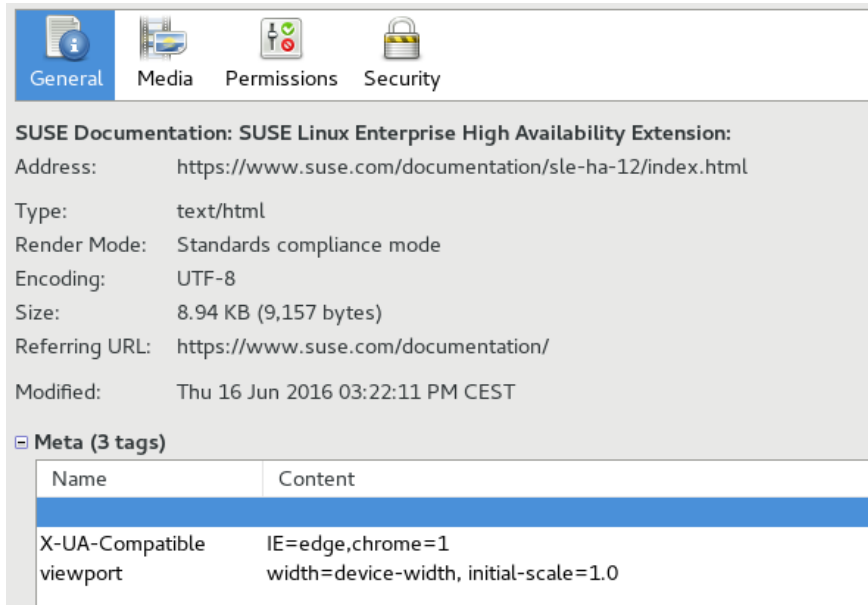 General Media Permissions Security
SUSE Documentation: SUSE Linux Enterprise High Availability Extension:
Address: https://www.suse.com/documentation/sle-ha-12/index.html
Type: text/html
Render Mode: Standards compliance mode
Encoding: UTF-8
Size: 8.94 KB (9,157 bytes)
Referring URL: https://www.suse.com/documentation/
Modified: Thu 16 Jun 2016 03:22:11 PM CEST
Meta (3 tags)
Name Content
X-UA-Compatible IE=edge,chrome=1
viewport width=device-width, initial-scale=1.0